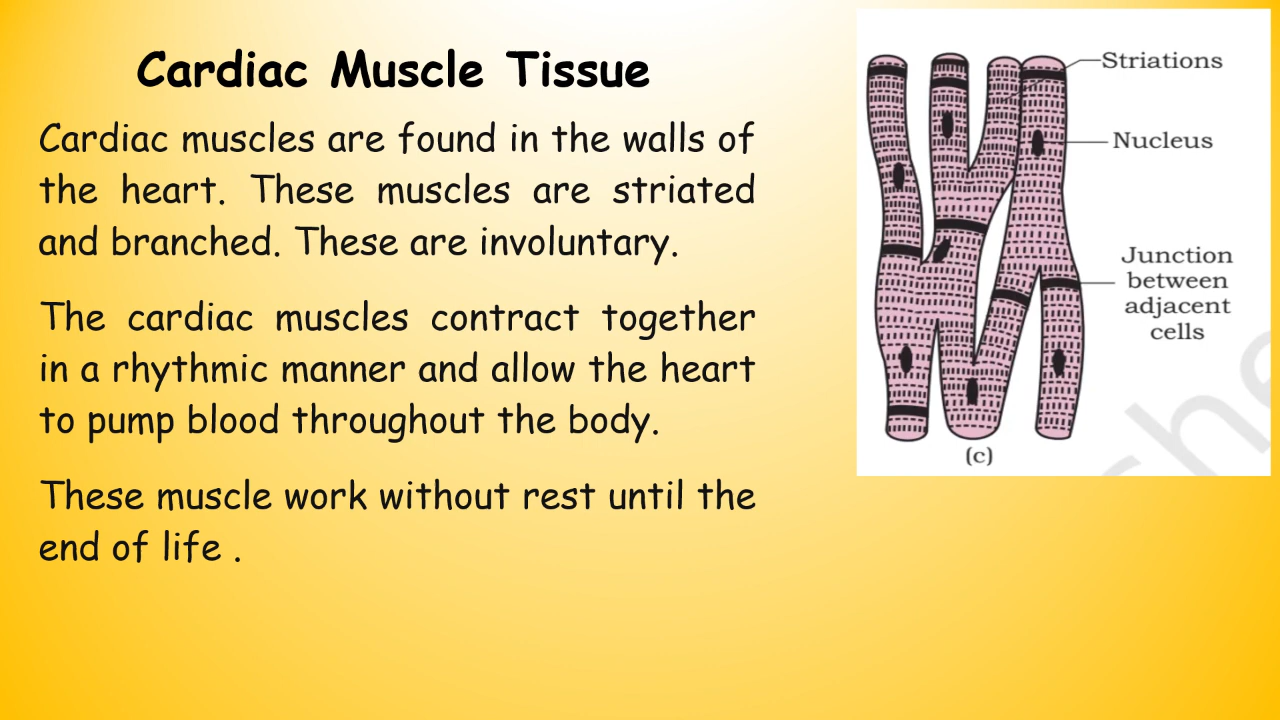 Cardiac Muscle Tissue
Cardiac muscles are found in the walls of
the heart. These muscles are striated
and branched. These are involuntary.
The cardiac muscles contract together
in a rhythmic manner and allow the heart
to pump blood throughout the body.
These muscle work without rest until the
end of life .
Striations
Nucleus
Junction
between
adjacent
cells
(c)